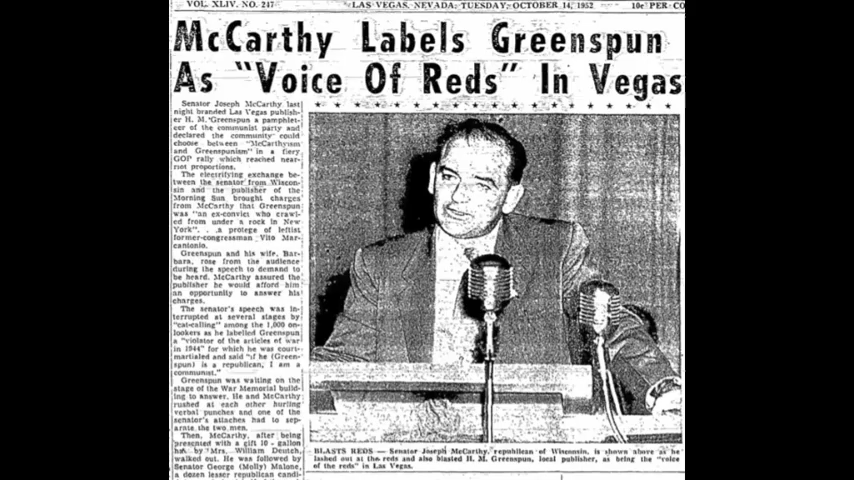 VOL. XLIV. NO. 247
LAS VEGAS, NEVADA, TUESDAY, OCTOBER 14, 1952
10c PER CO
McCarthy Labels Greenspun
As "Voice Of Reds" In Vegas
Senator Joseph McCarthy last
night branded Las Vegas publish-
er H. M. Greenspun a pamphlet-
eer of the communist party and
declared the community could
choose between "McCarthyism
and Greenspunism" in a fiery
GOP rally which reached near-
riot proportions.
The electrifying exchange be-
tween the senator from Wiscon-
sin and the publisher of the
Morning Sun brought charges
from McCarthy that Greenspun
was "an ex-convict who crawl-
ed from under a rock in New
York". . .a protege of leftist
former-congressman Vito Mar-
cantonio.
Greenspun and his wife, Bar-
bara, rose from the audience
during the speech to demand to
be heard. McCarthy assured the
publisher he would afford him
an opportunity to answer his
charges.
The senator's speech was in-
terrupted at several stages by
"cat-calling" among the 1,000 on-
lookers as he labelled Greenspun
a "violator of the articles of war
in 1944" for which he was court-
martialed and said "if he (Green-
spun) is a republican, I am a
communist."
Greenspun was waiting on the
stage of the War Memorial build-
ing to answer. He and McCarthy
rushed at each other hurling
verbal punches and one of the
senator's attaches had to sep-
arate the two men.
Then, McCarthy, after being
presented with a gift 10 - gallon
hat by Mrs. William Deutch,
walked out. He was followed by
Senator George (Molly) Malone,
a dozen lesser republican candi-
BLASTS REDS — Senator Joseph McCarthy, republican of Wisconsin, is shown above as he
lashed out at the reds and also blasted H. M. Greenspun, local publisher, as being the "voice
of the reds" in Las Vegas.